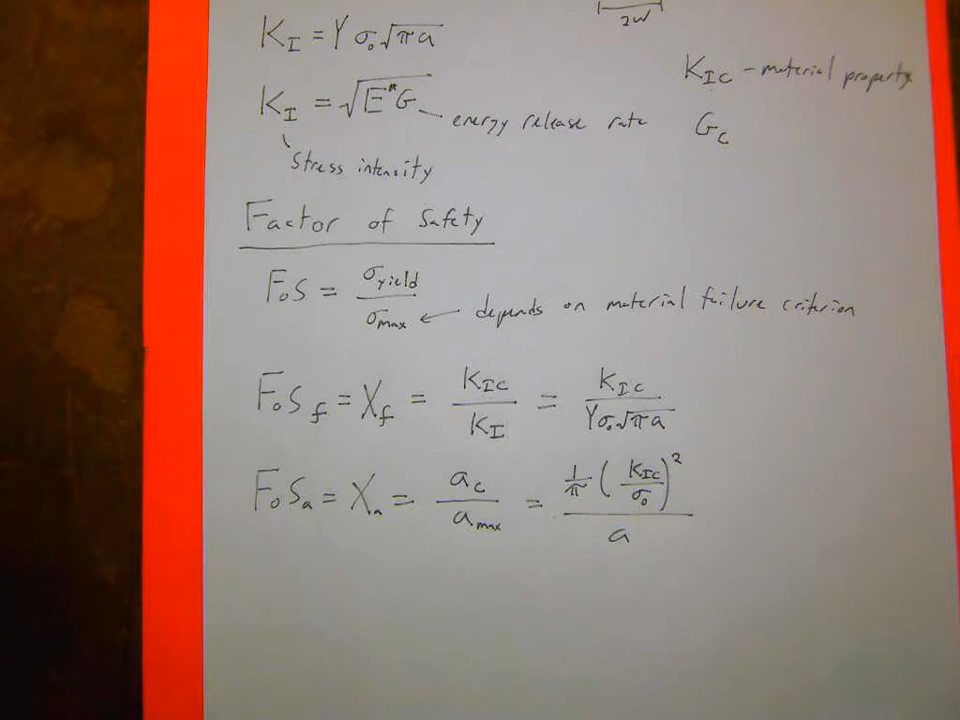 2W
K_I = Y σ₀ √πa
K_IC - material property
K_I = √E*G energy release rate G_c
Stress intensity
Factor of Safety
FoS = σ_yield / σ_max ← depends on material failure criterion
FoS_f = X_f = K_IC / K_I = K_IC / Yσ₀√πa
FoS_a = X_a = a_c / a_max = 1/π (K_IC / σ₀)² / a